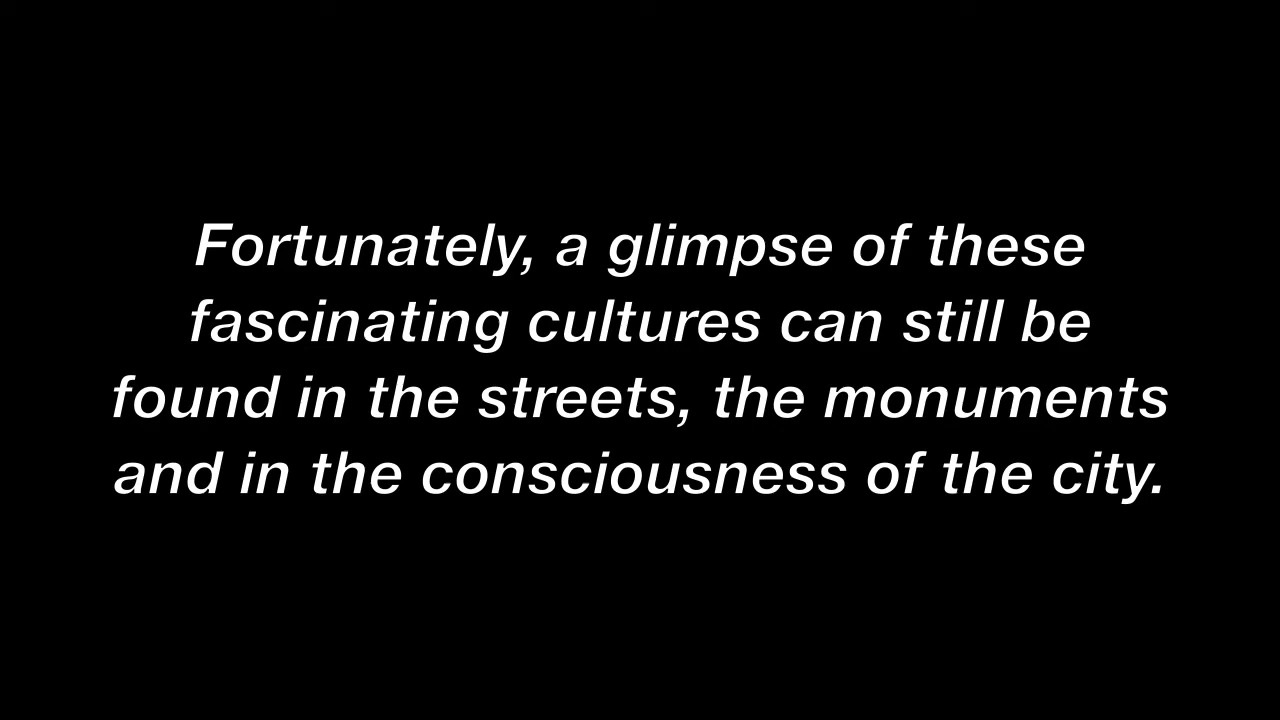 Fortunately, a glimpse of these
fascinating cultures can still be
found in the streets, the monuments
and in the consciousness of the city.